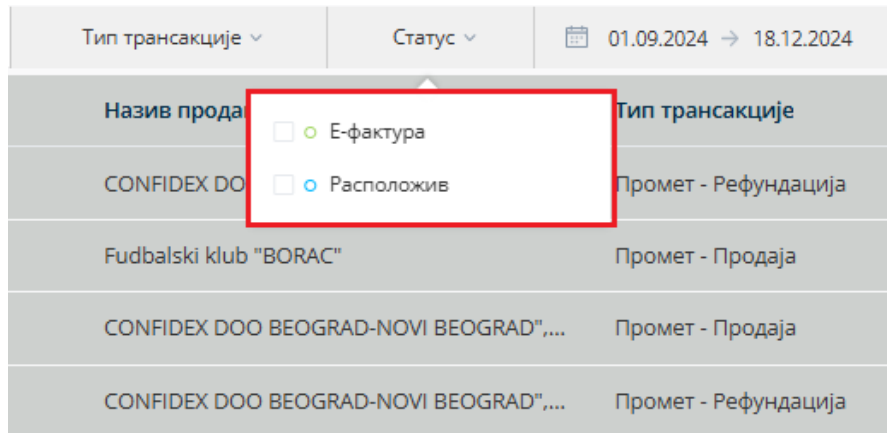 Тип трансакције Статус 01.09.2024 → 18.12.2024
Назив прода Тип трансакције
Е-фактура
CONFIDEX DO Промет - Рефундација
Расположив
Fudbalski klub "BORAC" Промет - Продаја
CONFIDEX DOO BEOGRAD-NOVI BEOGRAD",... Промет - Продаја
CONFIDEX DOO BEOGRAD-NOVI BEOGRAD",... Промет - Рефундација